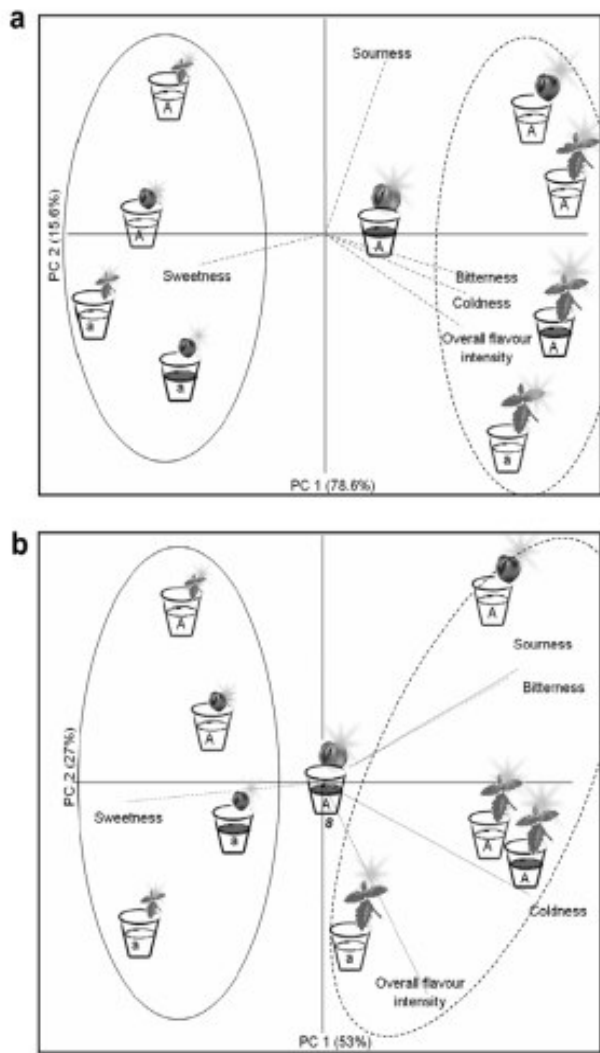 a
Sourness
A
A
A
A
A
PC 2 (15.6%)
Sweetness
Bitterness
Coldness
a
Overall flavour
intensity
A
a
a
PC 1 (78.6%)
b
A
A
Sourness
Bitterness
A
PC 2 (27%)
A
8
Sweetness
a
A
A
Coldness
a
a
Overall flavour
intensity
PC 1 (53%)